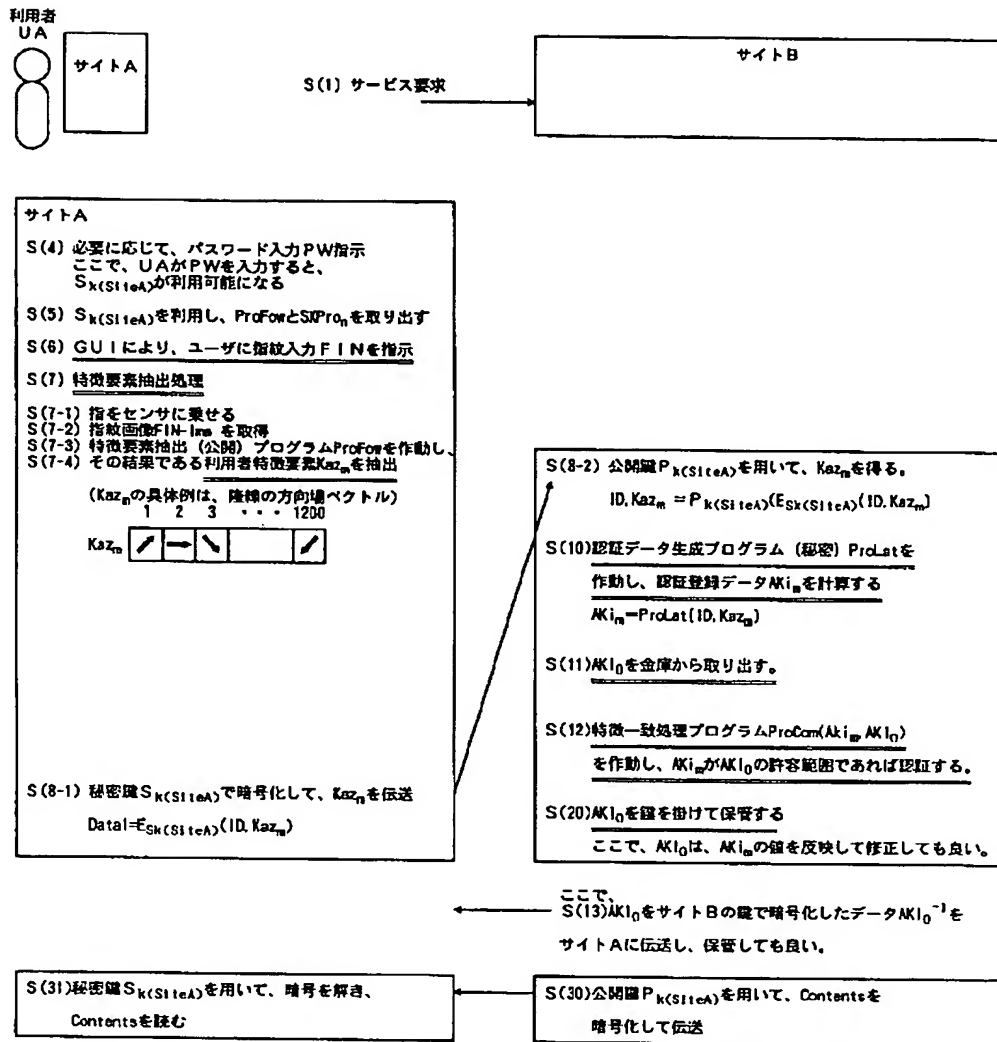 利用者
UA
サイトA
S(1) サービス要求
サイトB
サイトA
S(4) 必要に応じて、パスワード入力PW指示
ここで、UAがPWを入力すると、
Sk(SiteA)が利用可能になる
S(5) Sk(SiteA)を利用し、ProFowとSXPronを取り出す
S(6) GUIにより、ユーザに指紋入力FINを指示
S(7) 特徴要素抽出処理
S(7-1) 指をセンサに乗せる
S(7-2) 指紋画像FIN-Imsを取得
S(7-3) 特徴要素抽出(公開)プログラムProFowを作動し、
S(7-4) その結果である利用者特徴要素Kazmを抽出
(Kazmの具体例は、隆線の方向場ベクトル)
1 2 3 ・・・ 1200
Kazm
S(8-1) 秘密鍵Sk(SiteA)で暗号化して、Kazmを伝送
Data1=ESk(SiteA)(ID.Kazm)
S(8-2) 公開鍵Pk(SiteA)を用いて、Kazmを得る。
ID.Kazm = Pk(SiteA)(ESk(SiteA)(ID.Kazm)
S(10)認証データ生成プログラム(秘密)ProLatを
作動し、認証登録データAKimを計算する
AKim=ProLat(ID.Kazm)
S(11)AKI0を金庫から取り出す。
S(12)特徴一致処理プログラムProCom(Akim,AKI0)
を作動し、AKimがAKI0の許容範囲であれば認証する。
S(20)AKI0を鍵を掛けて保管する
ここで、AKI0は、AKimの値を反映して修正しても良い。
ここで、
S(13)AKI0をサイトBの鍵で暗号化したデータAKI0-1を
サイトAに伝送し、保管しても良い。
S(31)秘密鍵Sk(SiteA)を用いて、暗号を解き、
Contentsを読む
S(30)公開鍵Pk(SiteA)を用いて、Contentsを
暗号化して伝送